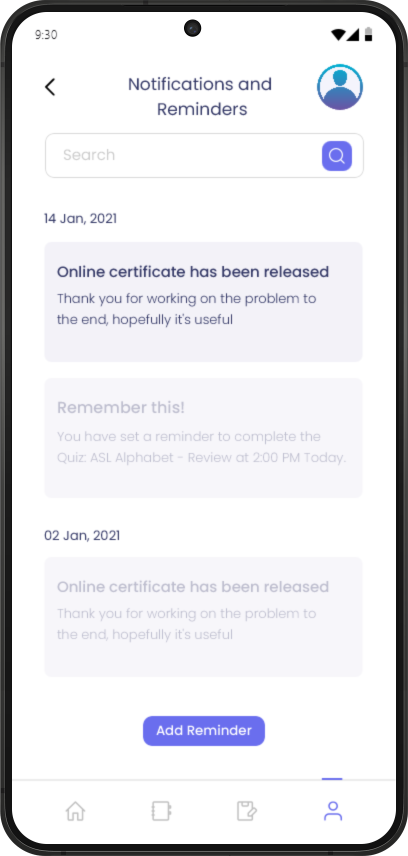 9:30
Notifications and
Reminders
Search
14 Jan, 2021
Online certificate has been released
Thank you for working on the problem to
the end, hopefully it's useful
Remember this!
You have set a reminder to complete the
Quiz: ASL Alphabet - Review at 2:00 PM Today.
02 Jan, 2021
Online certificate has been released
Thank you for working on the problem to
the end, hopefully it's useful
Add Reminder